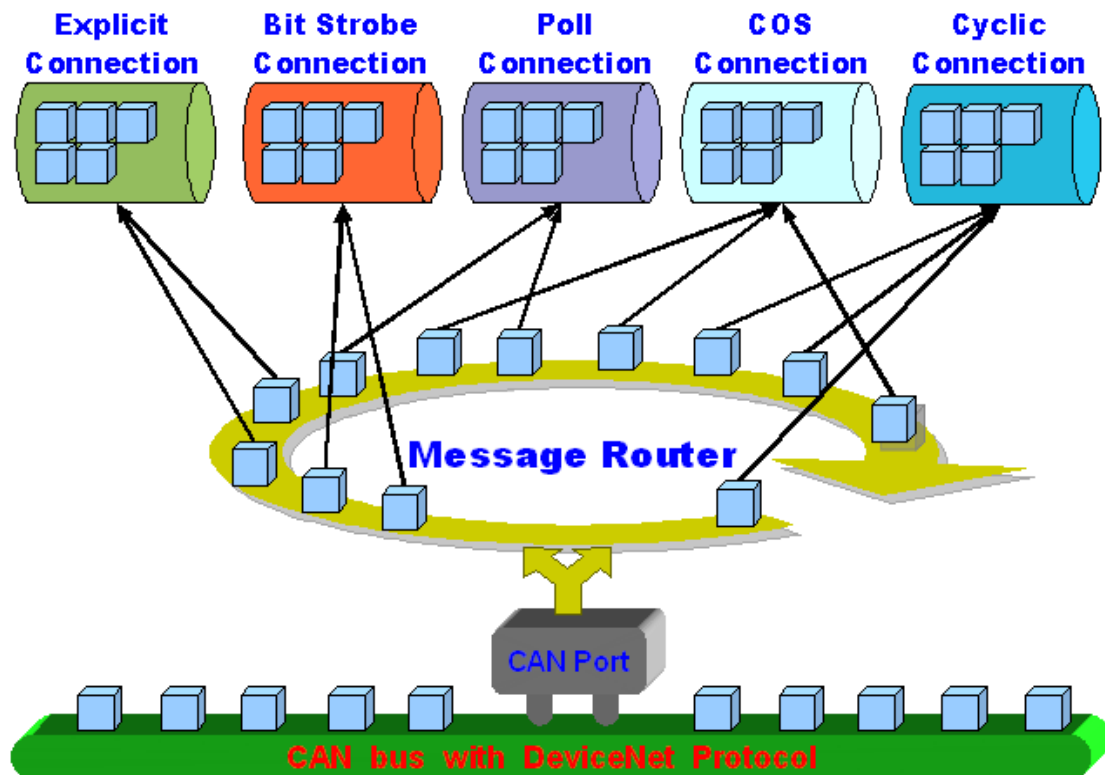 Explicit
Connection
Bit Strobe
Connection
Poll
Connection
COS
Connection
Cyclic
Connection
Message Router
CAN Port
CAN bus with DeviceNet Protocol